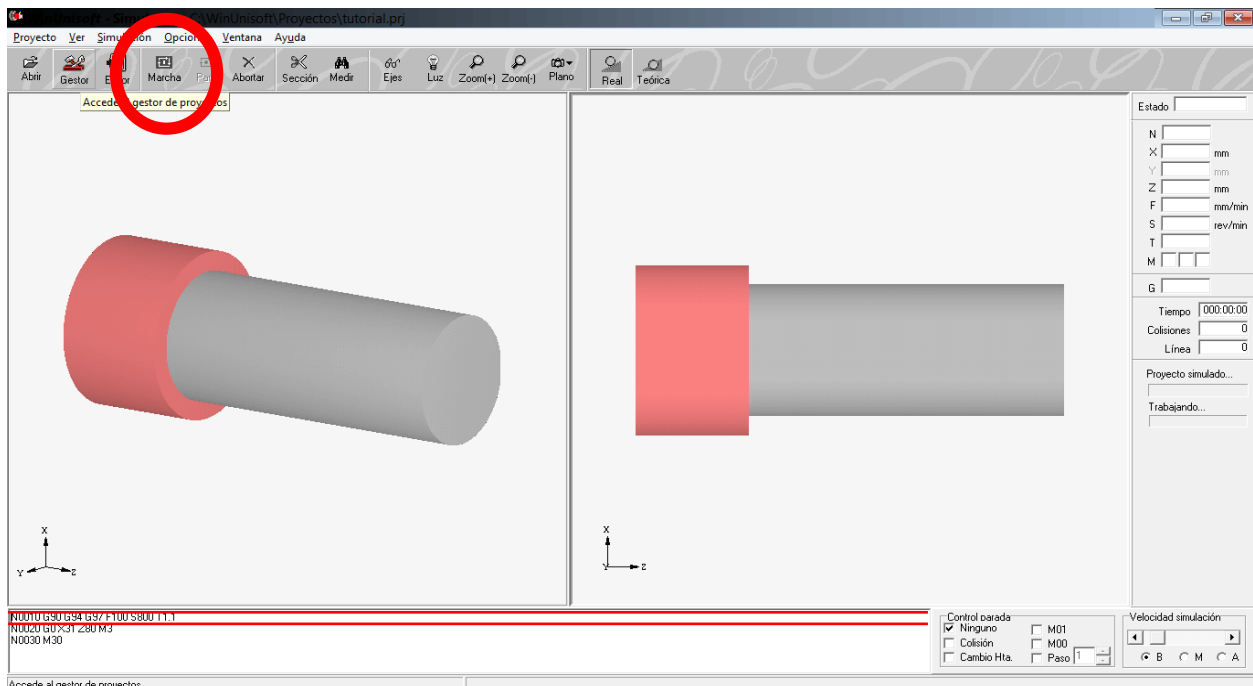 WinUnisoft - Simu C:\WinUnisoft\Proyectos\tutorial.prj
Proyecto Ver Simulación Opciones Ventana Ayuda
Abrir Gestor Editor Marcha Abortar Sección Medir Ejes Luz Zoom(+) Zoom(-) Plano Real Teórica
Accede al gestor de proyectos
Estado
N
X mm
Y mm
Z mm
F mm/min
S rev/min
T
M
G
Tiempo 000:00:00
Colisiones 0
Línea 0
Proyecto simulado...
Trabajando...
X
Y Z
X
Y Z
N0010 G90 G94 G97 F100 S800 T1.1
N0020 G0 X31 Z80 M3
N0030 M30
Control parada
Ninguno M01
Colisión M00
Cambio Hta. Paso 1
Velocidad simulación
B M A
Accede al gestor de proyectos